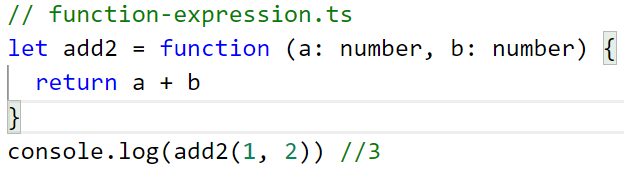 // function-expression.ts
let add2 = function (a: number, b: number) {
  return a + b
}
console.log(add2(1, 2)) //3